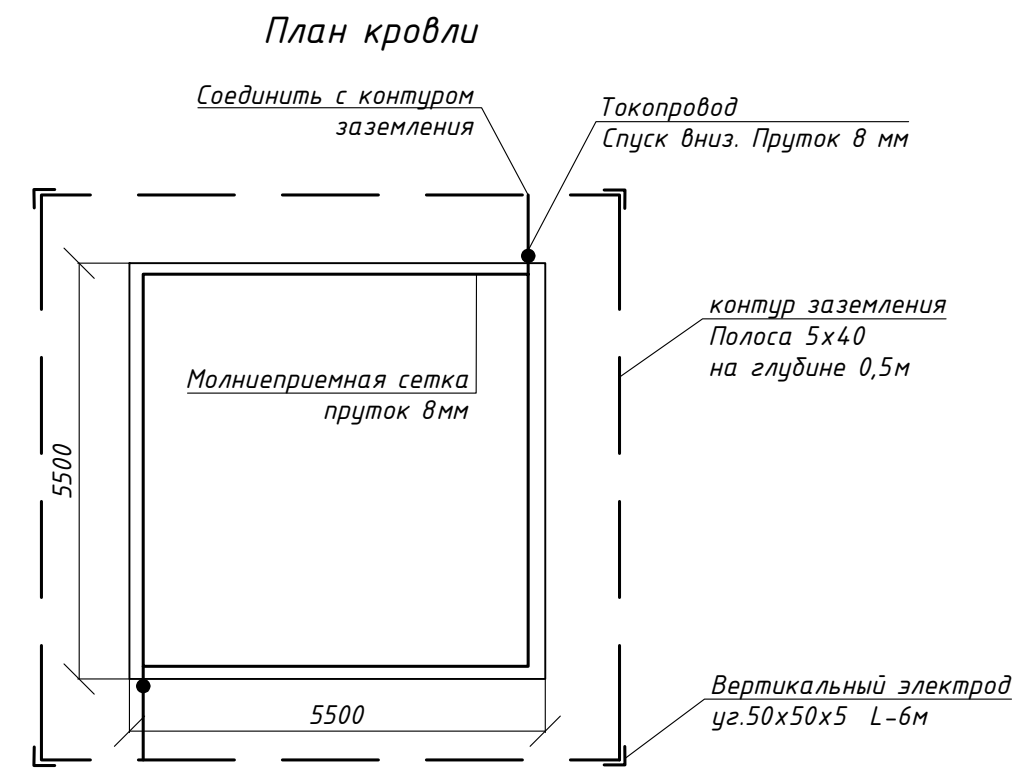 План кровли
Соединить с контуром
заземления
Токопровод
Спуск вниз. Пруток 8 мм
контур заземления
Полоса 5х40
на глубине 0,5м
Молниеприемная сетка
пруток 8мм
5500
Вертикальный электрод
уг.50х50х5 L-6м
5500